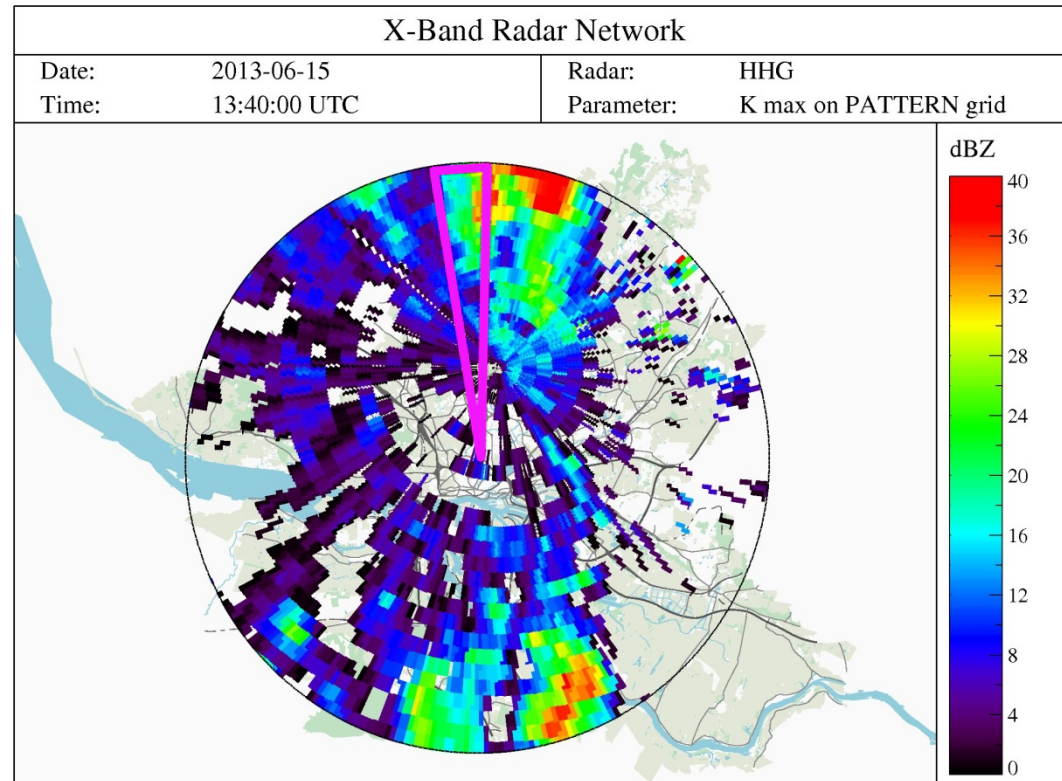 X-Band Radar Network
Date: 2013-06-15 Radar: HHG
Time: 13:40:00 UTC Parameter: K max on PATTERN grid
dBZ
40
36
32
28
24
20
16
12
8
4
0